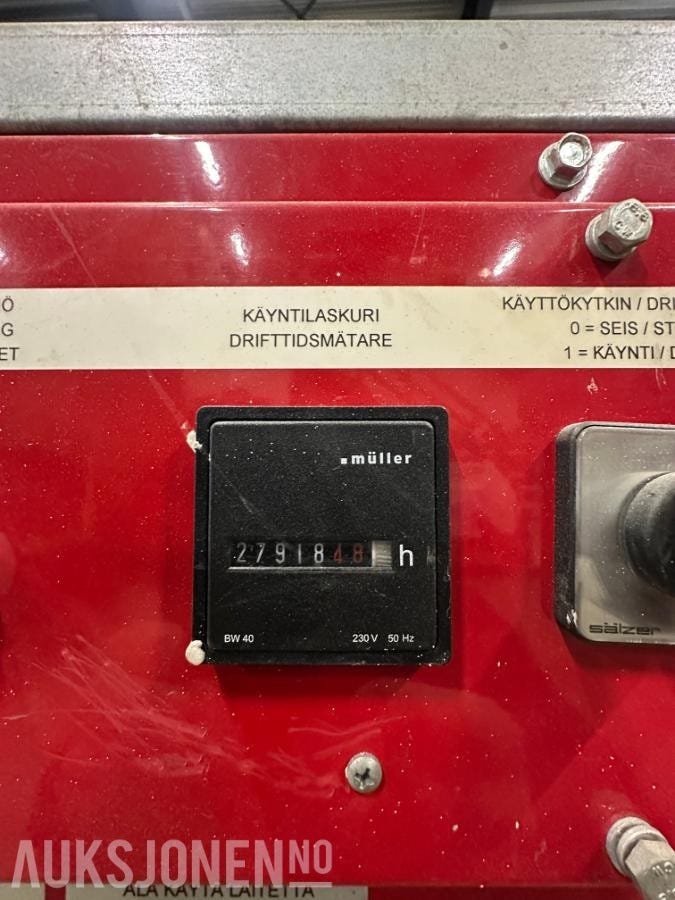 Ö
G
ET
KÄYNTILASKURI
DRIFTTIDSMÄTARE
KÄYTTÖKYTKIN / DRI
0 = SEIS / ST
1 = KÄYNTI / D
müller
2791848 h
BW 40 230 V 50 Hz
sälzer
AUKSJONEN NO
ÄLÄ KÄYTÄ LAITETTA